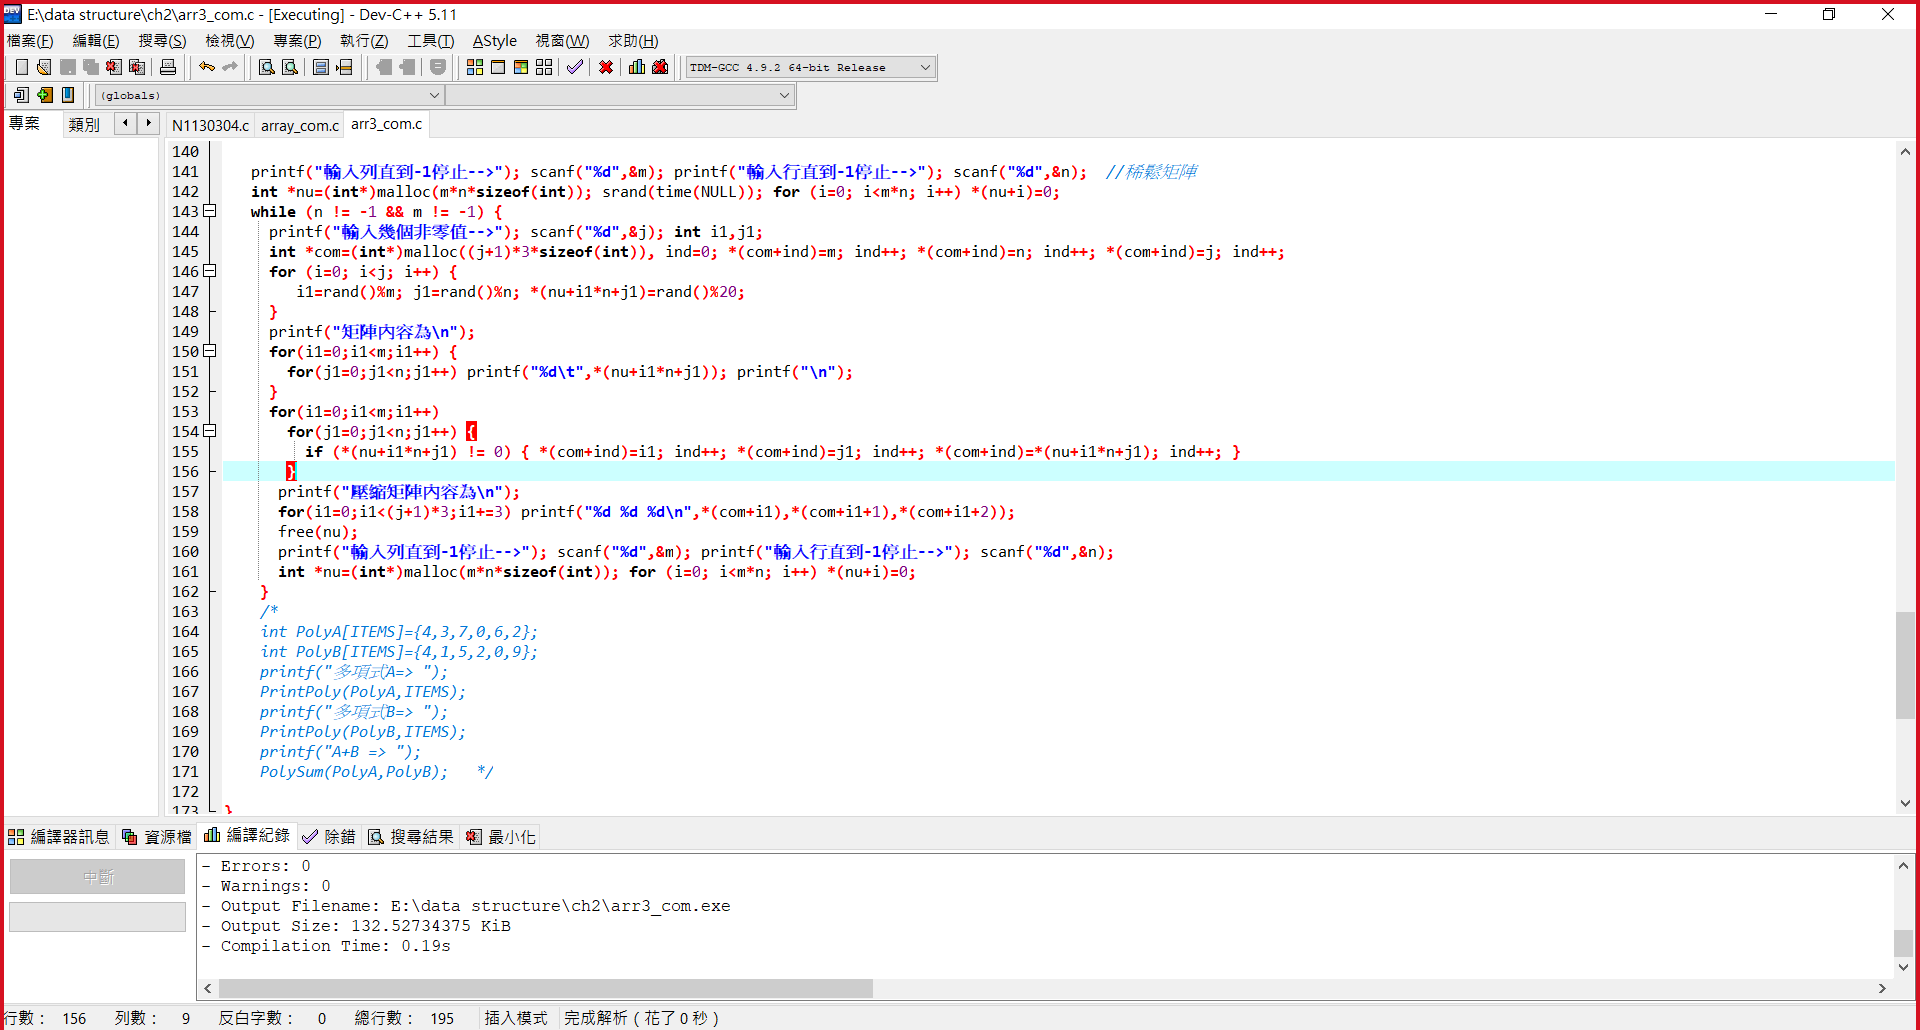 E:\data structure\ch2\arr3_com.c - [Executing] - Dev-C++ 5.11
檔案(F) 編輯(E) 搜尋(S) 檢視(V) 專案(P) 執行(Z) 工具(T) AStyle 視窗(W) 求助(H)
TDM-GCC 4.9.2 64-bit Release
(globals)
專案 類別 N1130304.c array_com.c arr3_com.c
140
141 printf("輸入列直到-1停止-->"); scanf("%d",&m); printf("輸入行直到-1停止-->"); scanf("%d",&n); //稀鬆矩陣
142 int *nu=(int*)malloc(m*n*sizeof(int)); srand(time(NULL)); for (i=0; i<m*n; i++) *(nu+i)=0;
143 while (n != -1 && m != -1) {
144 printf("輸入幾個非零值-->"); scanf("%d",&j); int i1,j1;
145 int *com=(int*)malloc((j+1)*3*sizeof(int)), ind=0; *(com+ind)=m; ind++; *(com+ind)=n; ind++; *(com+ind)=j; ind++;
146 for (i=0; i<j; i++) {
147 i1=rand()%m; j1=rand()%n; *(nu+i1*n+j1)=rand()%20;
148 }
149 printf("矩陣內容為\n");
150 for(i1=0;i1<m;i1++) {
151 for(j1=0;j1<n;j1++) printf("%d\t",*(nu+i1*n+j1)); printf("\n");
152 }
153 for(i1=0;i1<m;i1++)
154 for(j1=0;j1<n;j1++) {
155 if (*(nu+i1*n+j1) != 0) { *(com+ind)=i1; ind++; *(com+ind)=j1; ind++; *(com+ind)=*(nu+i1*n+j1); ind++; }
156 }
157 printf("壓縮矩陣內容為\n");
158 for(i1=0;i1<(j+1)*3;i1+=3) printf("%d %d %d\n",*(com+i1),*(com+i1+1),*(com+i1+2));
159 free(nu);
160 printf("輸入列直到-1停止-->"); scanf("%d",&m); printf("輸入行直到-1停止-->"); scanf("%d",&n);
161 int *nu=(int*)malloc(m*n*sizeof(int)); for (i=0; i<m*n; i++) *(nu+i)=0;
162 }
163 /*
164 int PolyA[ITEMS]={4,3,7,0,6,2};
165 int PolyB[ITEMS]={4,1,5,2,0,9};
166 printf("多項式A=> ");
167 PrintPoly(PolyA,ITEMS);
168 printf("多項式B=> ");
169 PrintPoly(PolyB,ITEMS);
170 printf("A+B => ");
171 PolySum(PolyA,PolyB); */
172
173 }
編譯器訊息 資源檔 編譯紀錄 除錯 搜尋結果 最小化
中斷
- Errors: 0
- Warnings: 0
- Output Filename: E:\data structure\ch2\arr3_com.exe
- Output Size: 132.52734375 KiB
- Compilation Time: 0.19s
行數： 156 列數： 9 反白字數： 0 總行數： 195 插入模式 完成解析 ( 花了 0 秒 )